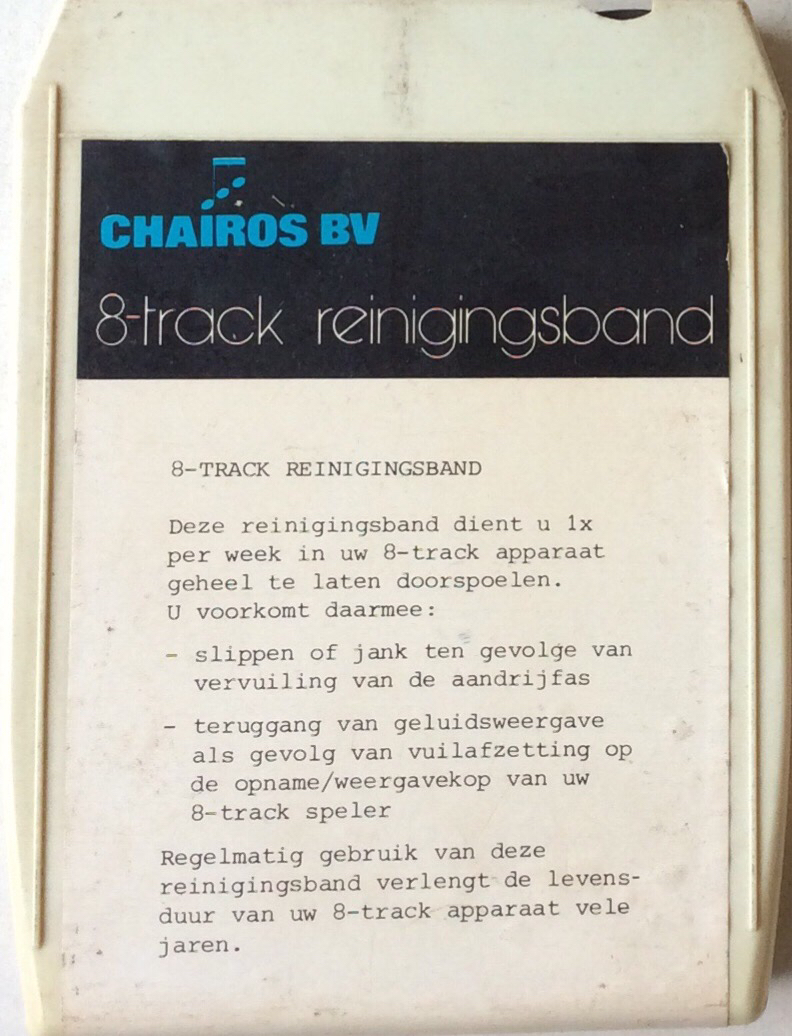 CHAIROS BV
8-track reinigingsband
8-TRACK REINIGINGSBAND
Deze reinigingsband dient u 1x
per week in uw 8-track apparaat
geheel te laten doorspoelen.
U voorkomt daarmee:
- slippen of jank ten gevolge van
vervuiling van de aandrijfas
- teruggang van geluidsweergave
als gevolg van vuilafzetting op
de opname/weergavekop van uw
8-track speler
Regelmatig gebruik van deze
reinigingsband verlengt de levens-
duur van uw 8-track apparaat vele
jaren.